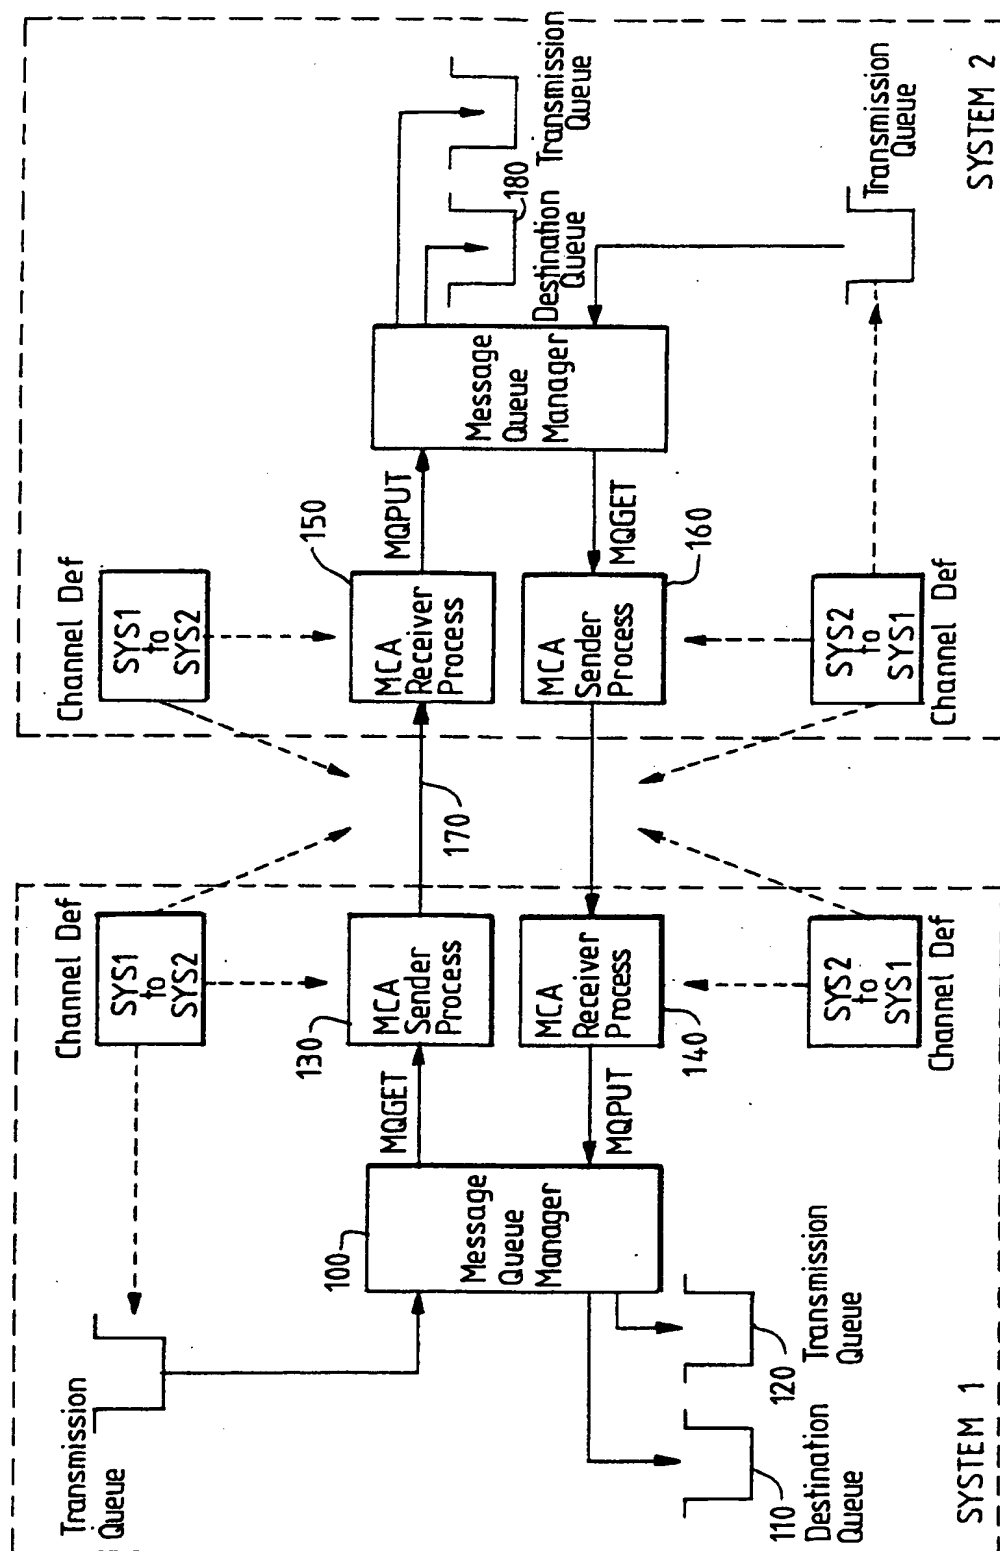 Transmission
Queue
Channel Def
SYS1
to
SYS2
Channel Def
SYS1
to
SYS2
100
Message
Queue
Manager
MQGET
130
MCA
Sender
Process
170
150
MCA
Receiver
Process
MQPUT
Message
Queue
Manager
180
Destination
Queue
Transmission
Queue
MQPUT
140
MCA
Receiver
Process
160
MCA
Sender
Process
MQGET
110
Destination
Queue
120
Transmission
Queue
SYS2
to
SYS1
Channel Def
SYS2
to
SYS1
Channel Def
Transmission
Queue
SYSTEM 1
SYSTEM 2